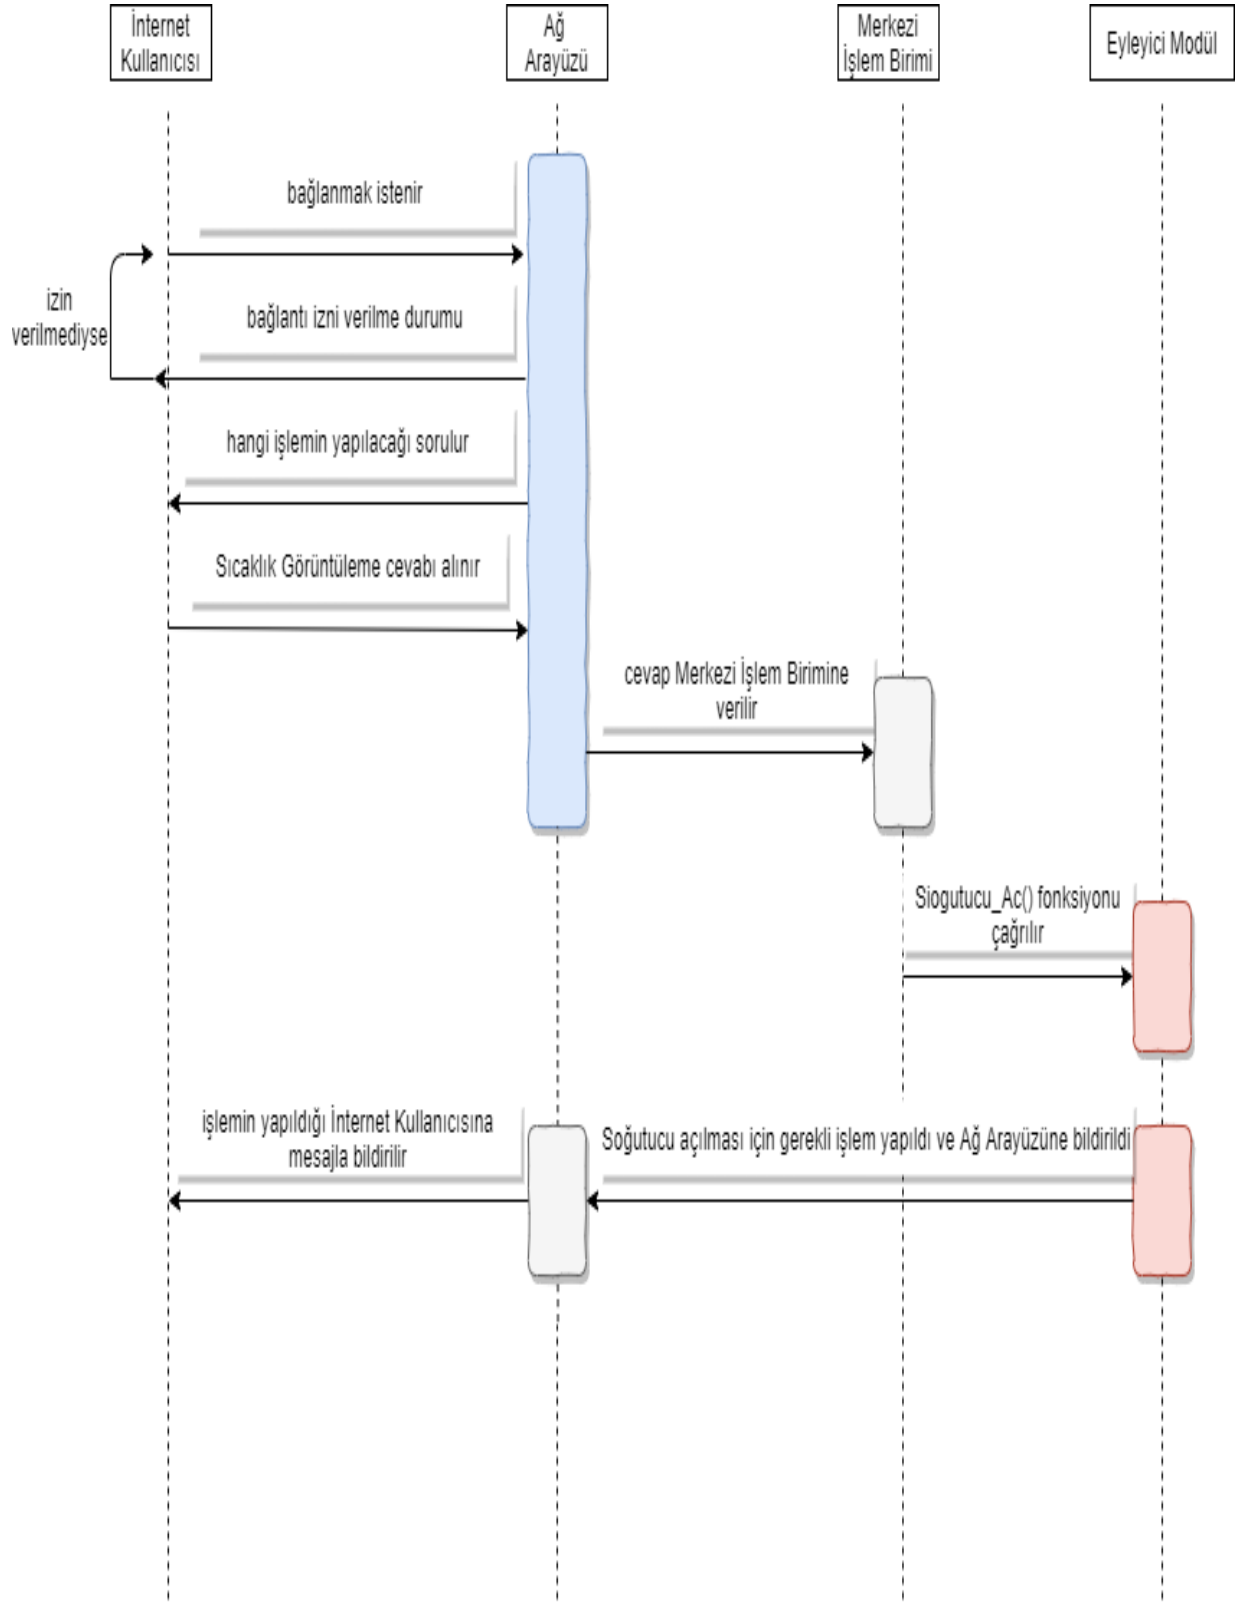 İnternet
Kullanıcısı
Ağ
Arayüzü
Merkezi
İşlem Birimi
Eyleyici Modül
bağlanmak istenir
izin
verilmediyse
bağlantı izni verilme durumu
hangi işlemin yapılacağı sorulur
Sıcaklık Görüntüleme cevabı alınır
cevap Merkezi İşlem Birimine
verilir
Siogutucu_Ac() fonksiyonu
çağrılır
işlemin yapıldığı İnternet Kullanıcısına
mesajla bildirilir
Soğutucu açılması için gerekli işlem yapıldı ve Ağ Arayüzüne bildirildi